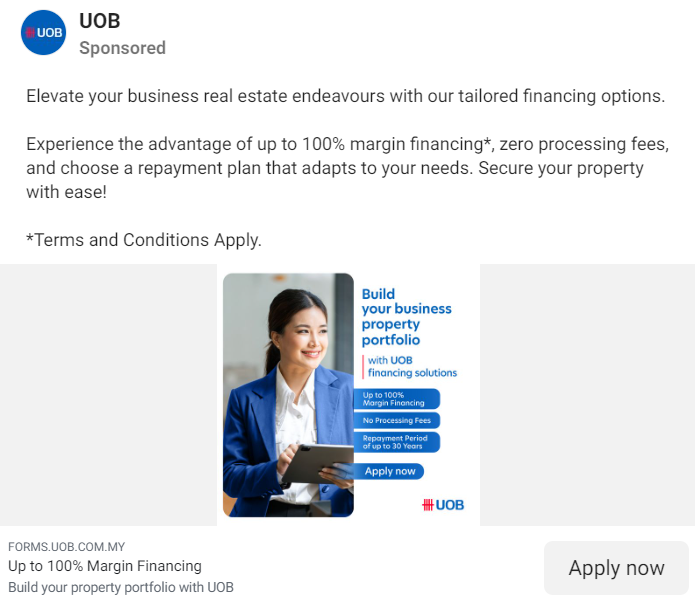 UOB
UOB
Sponsored
Elevate your business real estate endeavours with our tailored financing options.
Experience the advantage of up to 100% margin financing*, zero processing fees,
and choose a repayment plan that adapts to your needs. Secure your property
with ease!
*Terms and Conditions Apply.
Build
your business
property
portfolio
with UOB
financing solutions
Up to 100%
Margin Financing
No Processing Fees
Repayment Period
of up to 30 Years
Apply now
UOB
FORMS.UOB.COM.MY
Up to 100% Margin Financing
Build your property portfolio with UOB
Apply now